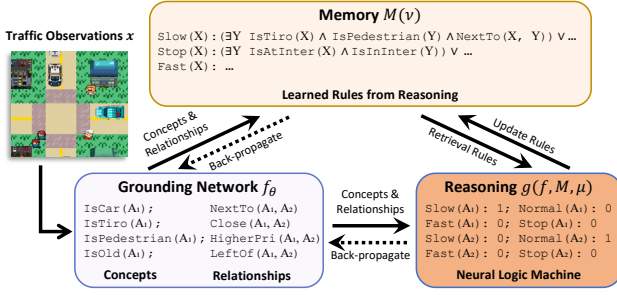 Memory M(ν)
Traffic Observations x
Slow(X):(∃Y IsTiro(X) ∧ IsPedestrian(Y) ∧NextTo(X, Y)) ∨ …
Stop(X):(∃Y IsAtInter(X) ∧ IsInInter(Y)) ∨ …
Fast(X): …
Learned Rules from Reasoning
Concepts &
Relationships
Back-propagate
Update Rules
Retrieval Rules
Grounding Network fθ
IsCar(A₁); NextTo(A₁, A₂)
IsTiro(A₁); Close(A₁, A₂)
IsPedestrian(A₁); HigherPri(A₁, A₂)
IsOld(A₁); LeftOf(A₁, A₂)
Concepts Relationships
Concepts &
Relationships
Back-propagate
Reasoning g(f, M, μ)
Slow(A₁): 1; Normal(A₁): 0
Fast(A₁): 0; Stop(A₁): 0
Slow(A₂): 0; Normal(A₂): 1
Fast(A₂): 0; Stop(A₂): 0
Neural Logic Machine